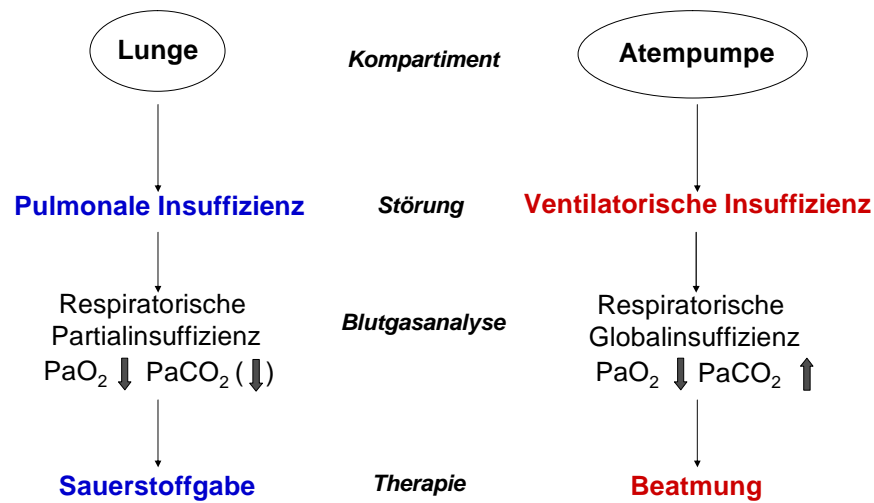 Lunge
Kompartiment
Atempumpe
Pulmonale Insuffizienz
Störung
Ventilatorische Insuffizienz
Respiratorische
Partialinsuffizienz
PaO₂ ⬇ PaCO₂ (⬇)
Blutgasanalyse
Respiratorische
Globalinsuffizienz
PaO₂ ⬇ PaCO₂ ⬆
Sauerstoffgabe
Therapie
Beatmung